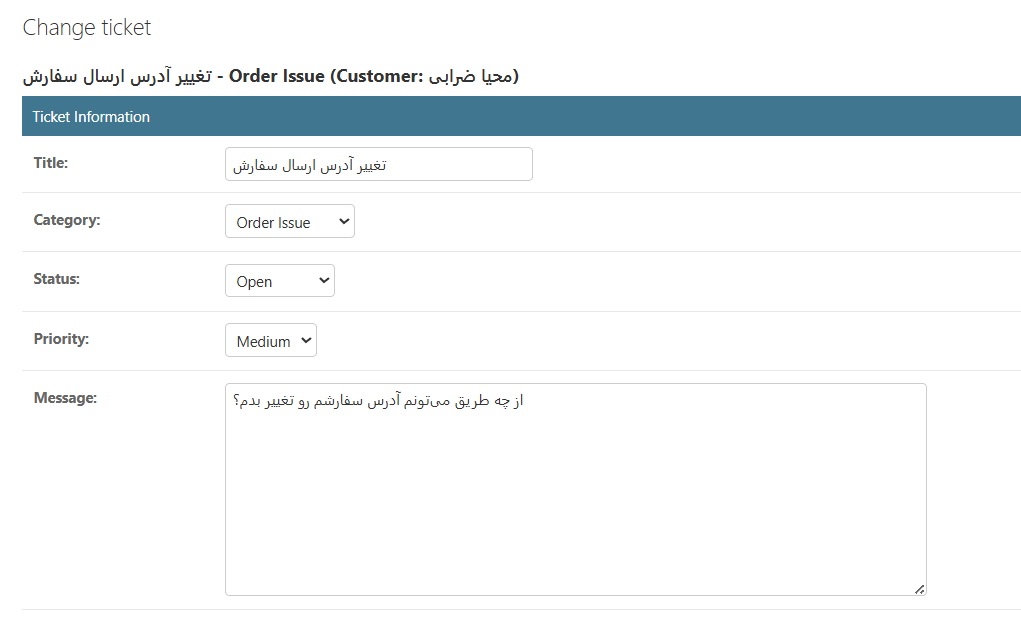 Change ticket
تغییر آدرس ارسال سفارش - Order Issue (Customer: محیا ضرابی)
Ticket Information
Title:
تغییر آدرس ارسال سفارش
Category:
Order Issue
Status:
Open
Priority:
Medium
Message:
از چه طریق می‌تونم آدرس سفارشم رو تغییر بدم؟